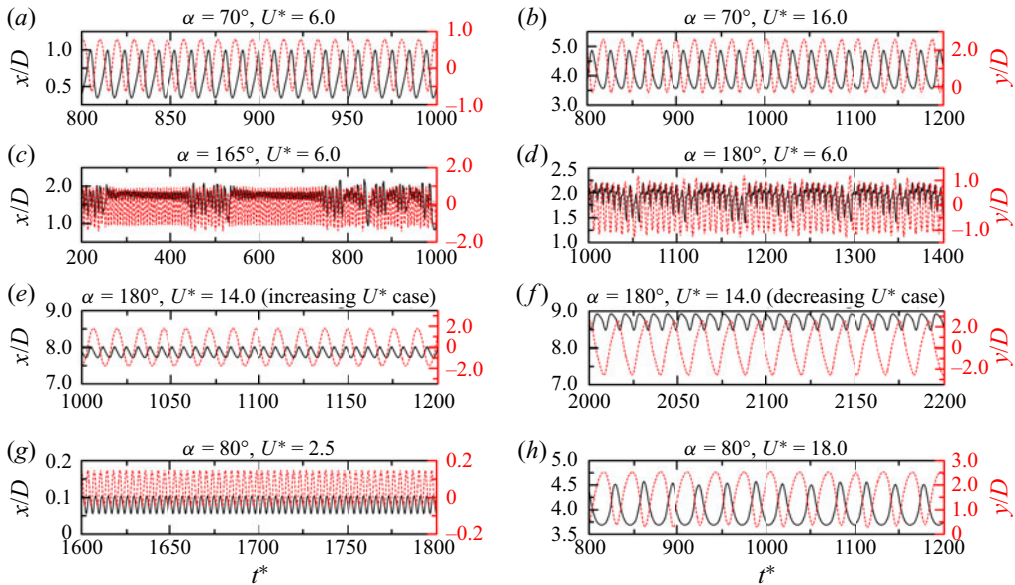 (a) α = 70°, U* = 6.0
x/D
1.0
0.5
1.0
0
−1.0
800 850 900 950 1000
(b) α = 70°, U* = 16.0
5.0
4.0
3.0
2.0
0
y/D
800 900 1000 1100 1200
(c) α = 165°, U* = 6.0
x/D
2.0
1.0
2.0
0
−2.0
200 400 600 800 1000
(d) α = 180°, U* = 6.0
2.5
2.0
1.5
1.0
1.0
0
−1.0
y/D
1000 1100 1200 1300 1400
(e) α = 180°, U* = 14.0 (increasing U* case)
x/D
9.0
8.0
7.0
2.0
0
−2.0
1000 1050 1100 1150 1200
(f) α = 180°, U* = 14.0 (decreasing U* case)
9.0
8.0
7.0
2.0
0
−2.0
y/D
2000 2050 2100 2150 2200
(g) α = 80°, U* = 2.5
x/D
0.2
0.1
0
0.2
0
−0.2
1600 1650 1700 1750 1800
t*
(h) α = 80°, U* = 18.0
5.0
4.5
4.0
3.5
3.0
2.0
1.0
0
y/D
800 900 1000 1100 1200
t*